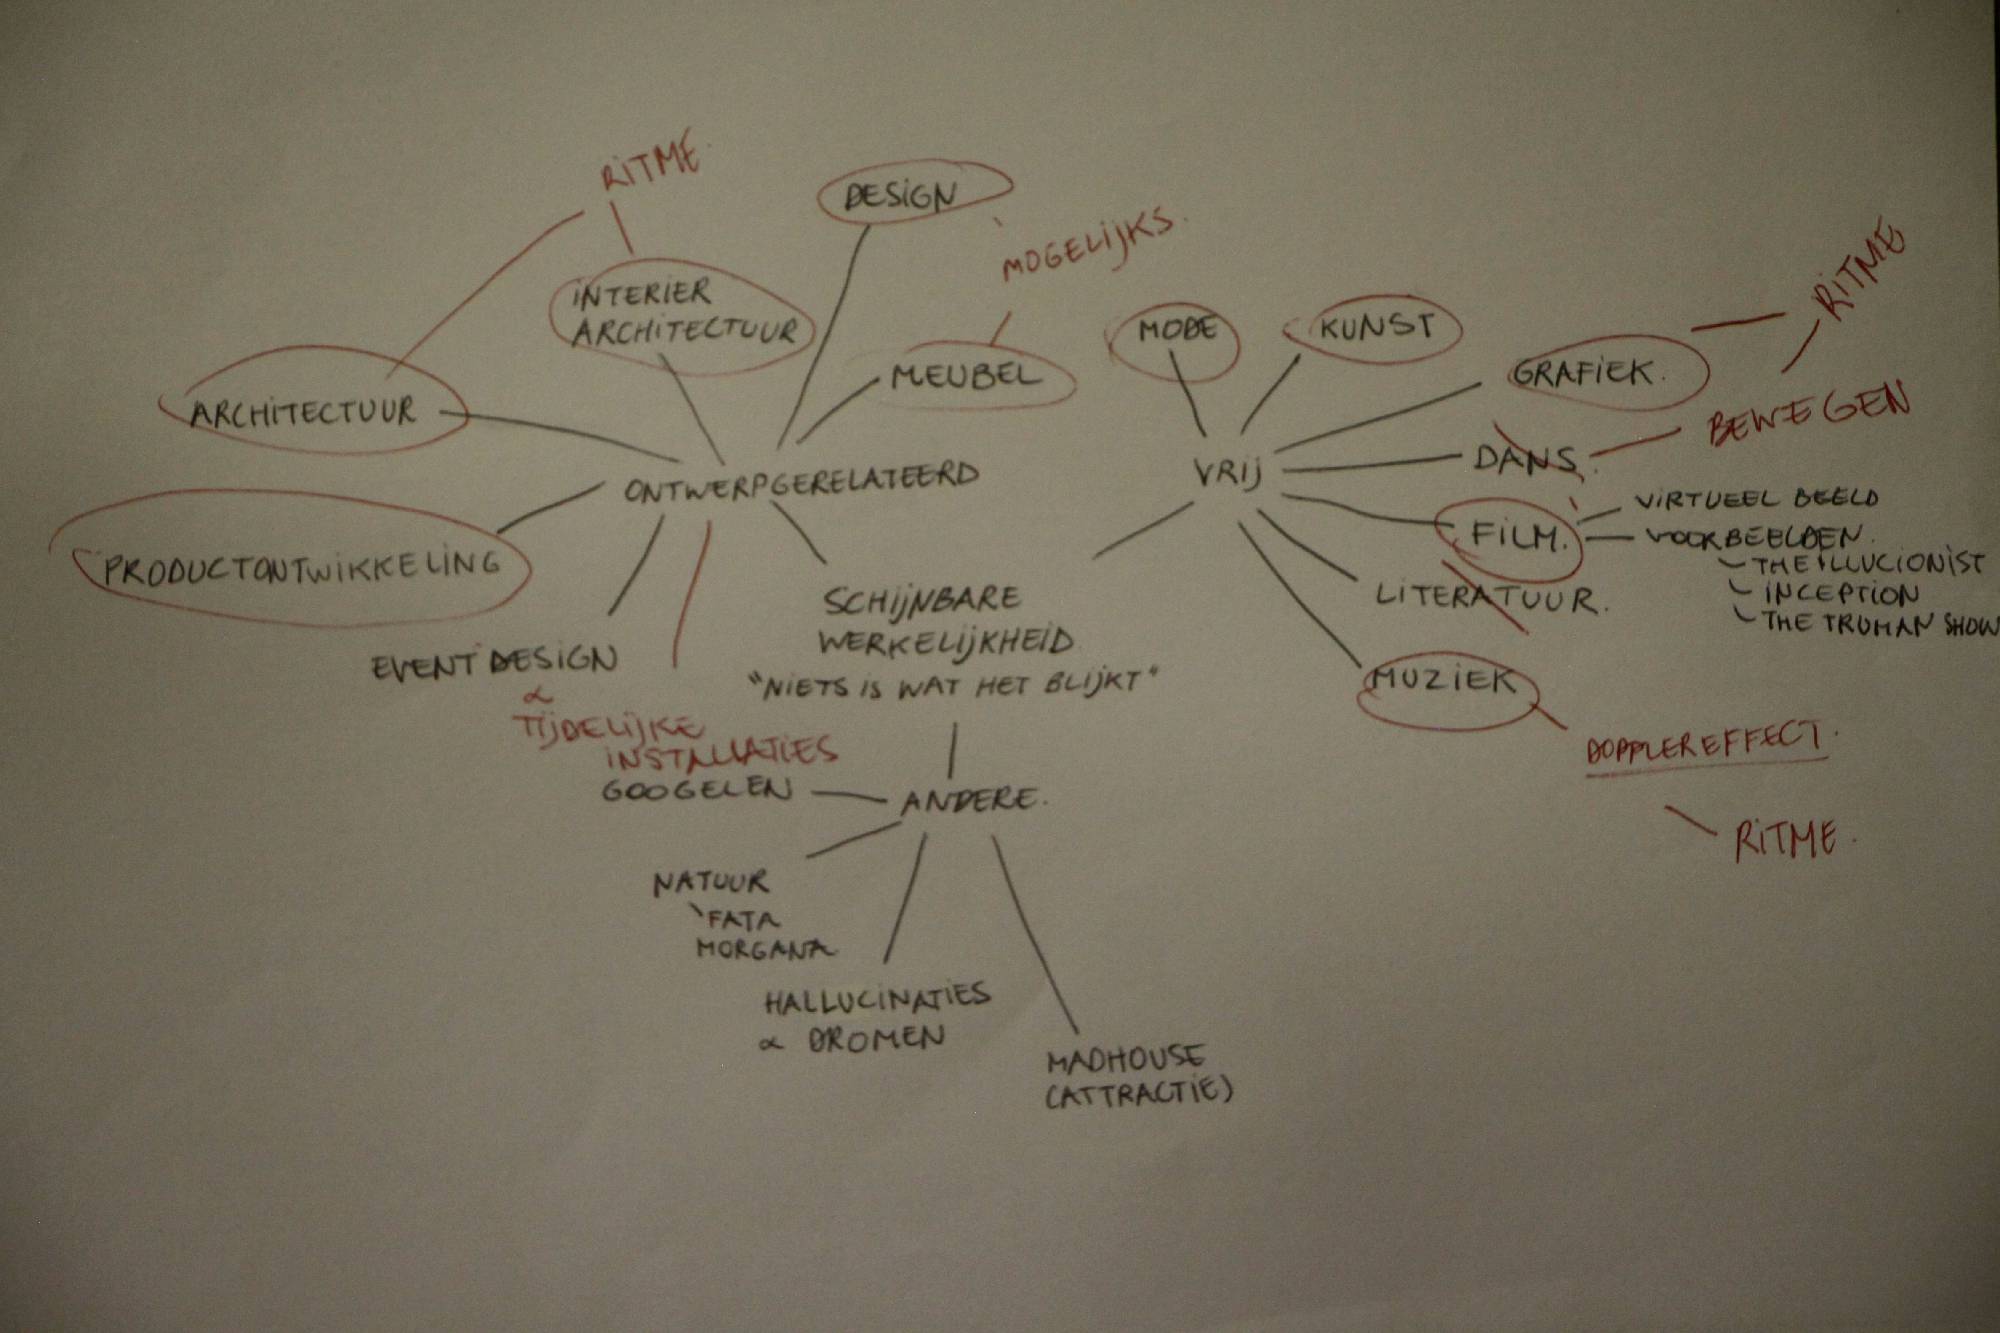 RITME
DESIGN
MOGELIJKS.
INTERIER
ARCHITECTUUR
MEUBEL
ARCHITECTUUR
ONTWERPGERELATEERD
PRODUCTONTWIKKELING
EVENT DESIGN
&
TIJDELIJKE
INSTALLATIES
SCHIJNBARE
WERKELIJKHEID
"NIETS IS WAT HET BLIJKT"
GOOGELEN
ANDERE.
NATUUR
FATA
MORGANA
HALLUCINATIES
& DROMEN
MADHOUSE
(ATTRACTIE)
VRIJ
MODE
KUNST
GRAFIEK.
RITME
DANS.
BEWEGEN
FILM.
VIRTUEEL BEELD
VOORBEELDEN.
THE ILLUCIONIST
INCEPTION
THE TRUMAN SHOW
LITERATUUR.
MUZIEK
DOPPLEREFFECT.
RITME.